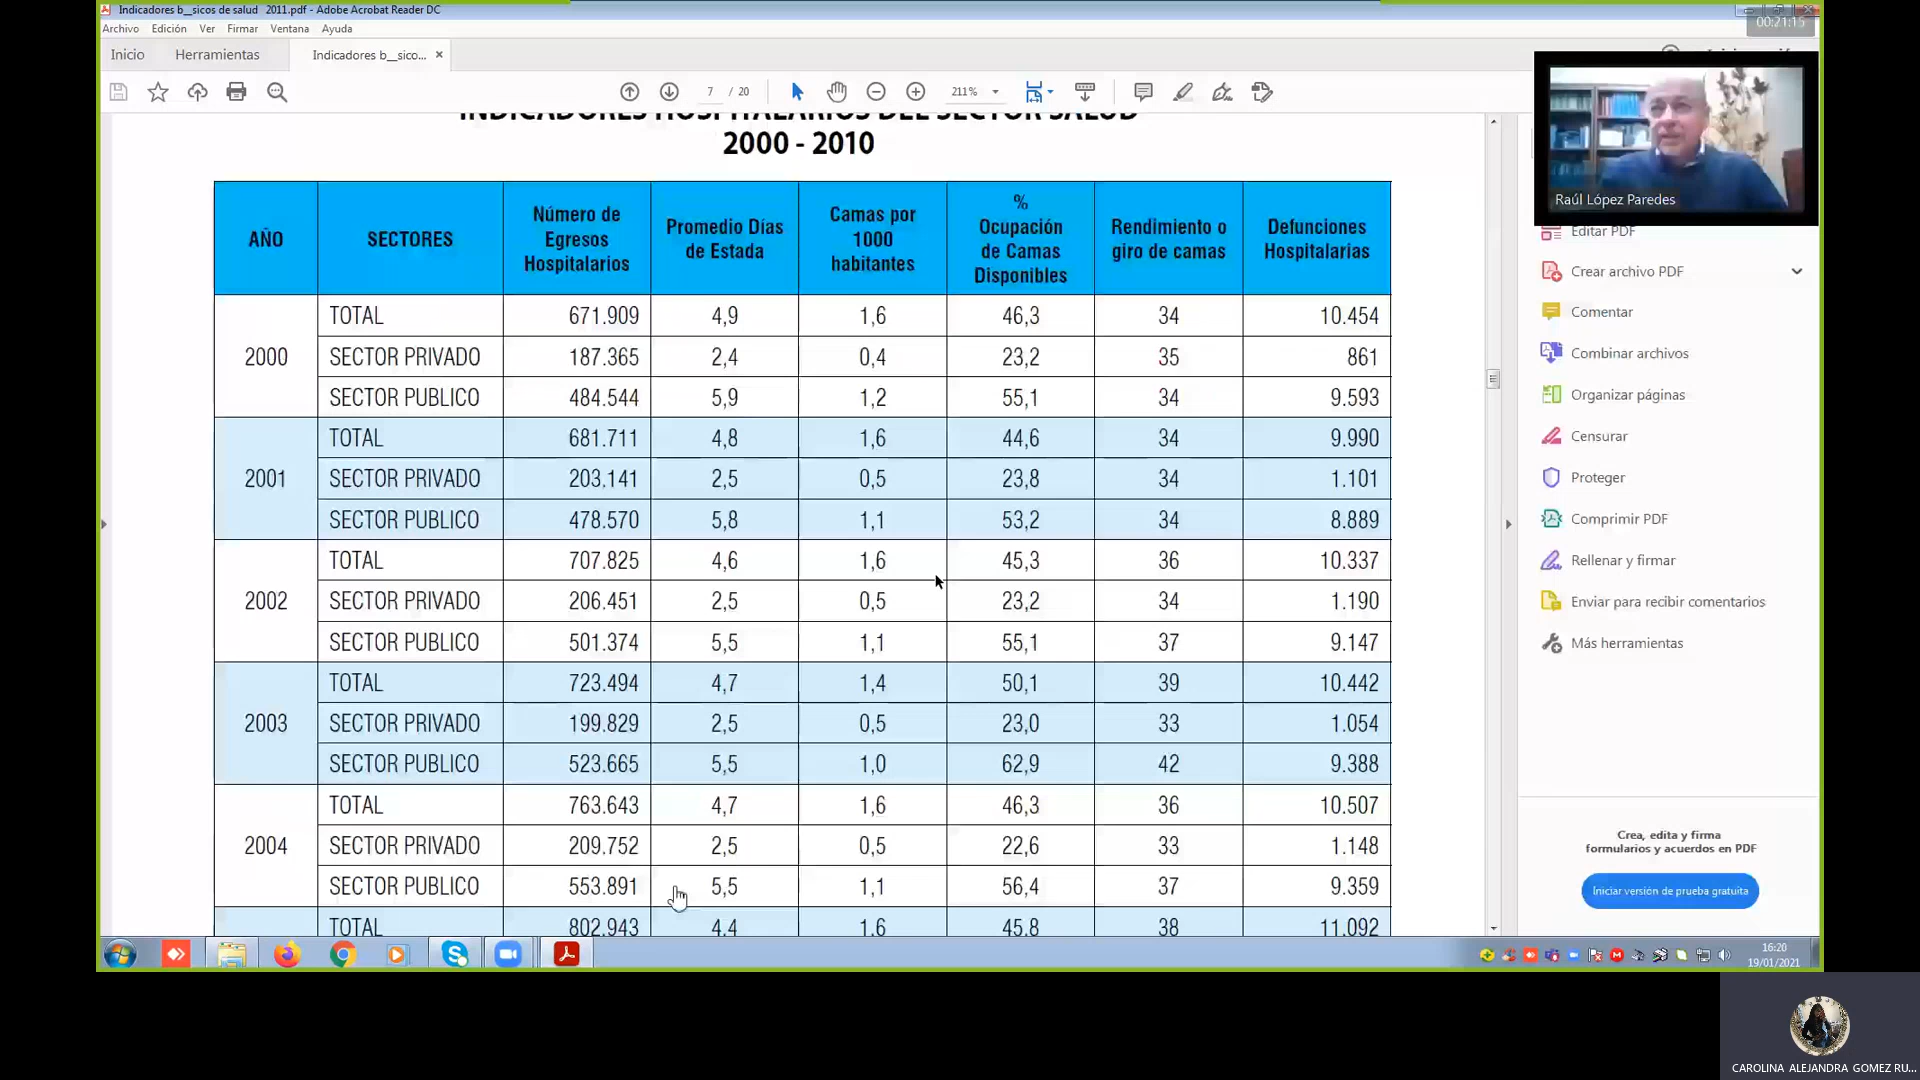 Indicadores b__sicos de salud 2011.pdf - Adobe Acrobat Reader DC
00:21:15
Archivo Edición Ver Firmar Ventana Ayuda
Inicio Herramientas Indicadores b__sico... ×
7 / 20 211%
INDICADORES HOSPITALARIOS DEL SECTOR SALUD
2000 - 2010
AÑO SECTORES Número de Egresos Hospitalarios Promedio Días de Estada Camas por 1000 habitantes % Ocupación de Camas Disponibles Rendimiento o giro de camas Defunciones Hospitalarias
2000
TOTAL 671.909 4,9 1,6 46,3 34 10.454
SECTOR PRIVADO 187.365 2,4 0,4 23,2 35 861
SECTOR PUBLICO 484.544 5,9 1,2 55,1 34 9.593
2001
TOTAL 681.711 4,8 1,6 44,6 34 9.990
SECTOR PRIVADO 203.141 2,5 0,5 23,8 34 1.101
SECTOR PUBLICO 478.570 5,8 1,1 53,2 34 8.889
2002
TOTAL 707.825 4,6 1,6 45,3 36 10.337
SECTOR PRIVADO 206.451 2,5 0,5 23,2 34 1.190
SECTOR PUBLICO 501.374 5,5 1,1 55,1 37 9.147
2003
TOTAL 723.494 4,7 1,4 50,1 39 10.442
SECTOR PRIVADO 199.829 2,5 0,5 23,0 33 1.054
SECTOR PUBLICO 523.665 5,5 1,0 62,9 42 9.388
2004
TOTAL 763.643 4,7 1,6 46,3 36 10.507
SECTOR PRIVADO 209.752 2,5 0,5 22,6 33 1.148
SECTOR PUBLICO 553.891 5,5 1,1 56,4 37 9.359
TOTAL 802.943 4,4 1,6 45,8 38 11.092
Raúl López Paredes
Editar PDF
Crear archivo PDF
Comentar
Combinar archivos
Organizar páginas
Censurar
Proteger
Comprimir PDF
Rellenar y firmar
Enviar para recibir comentarios
Más herramientas
Crea, edita y firma
formularios y acuerdos en PDF
Iniciar versión de prueba gratuita
16:20
19/01/2021
CAROLINA ALEJANDRA GOMEZ RU...